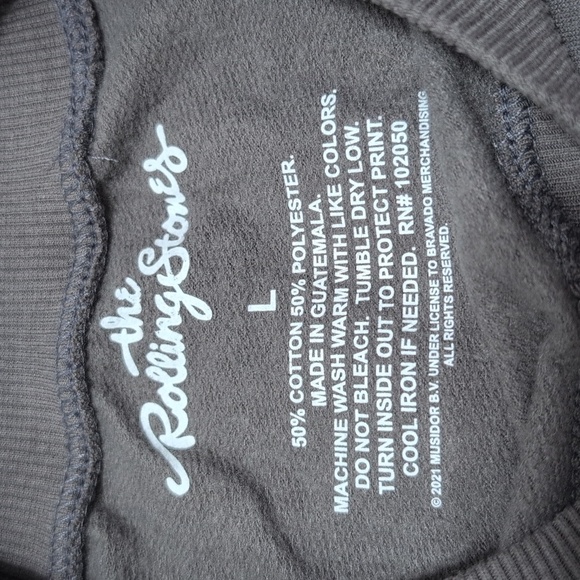 the
Rolling Stones
L
50% COTTON 50% POLYESTER.
MADE IN GUATEMALA.
MACHINE WASH WARM WITH LIKE COLORS.
DO NOT BLEACH. TUMBLE DRY LOW.
TURN INSIDE OUT TO PROTECT PRINT.
COOL IRON IF NEEDED. RN# 102050
© 2021 MUSIDOR B.V. UNDER LICENSE TO BRAVADO MERCHANDISING.
ALL RIGHTS RESERVED.